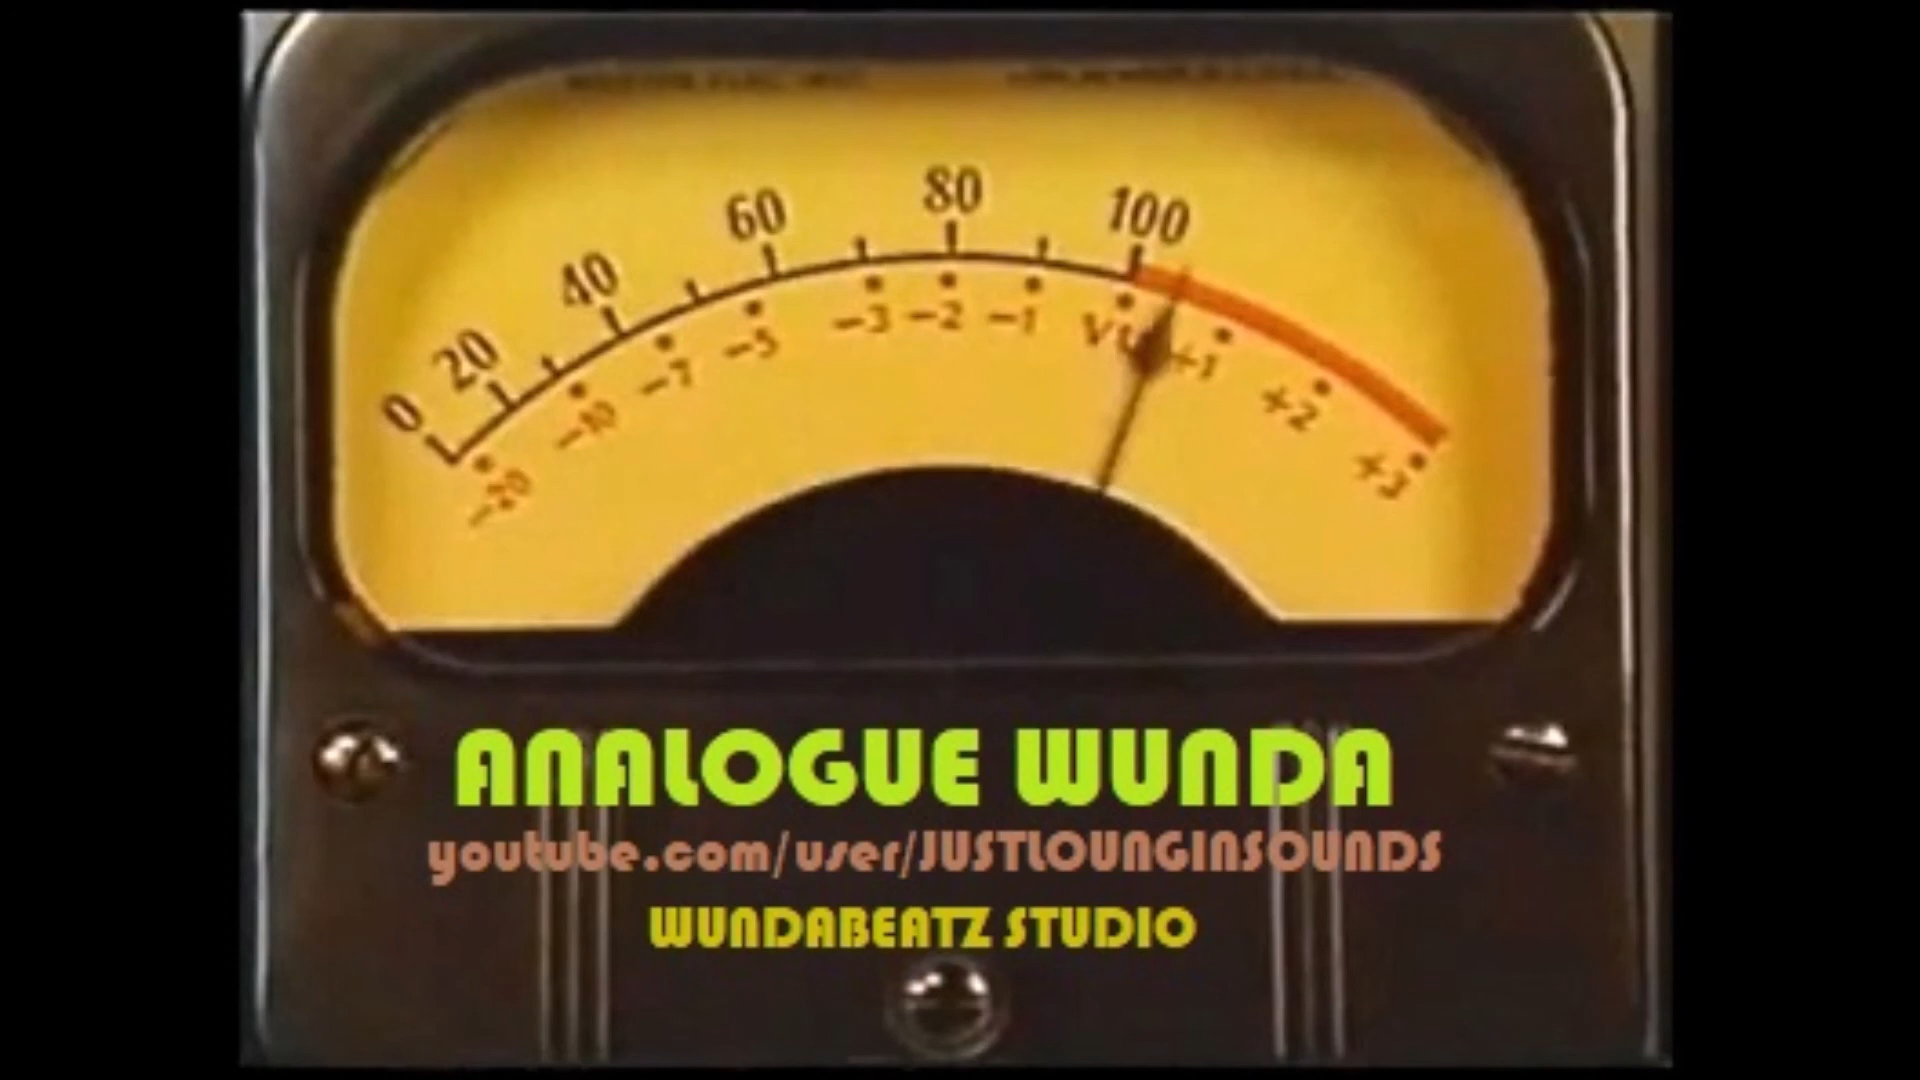 0 20 40 60 80 100
-20 -10 -7 -5 -3 -2 -1 VU +1 +2 +3
ANALOGUE WUNDA
youtube.com/user/JUSTLOUNGINSOUNDS
WUNDABEATZ STUDIO